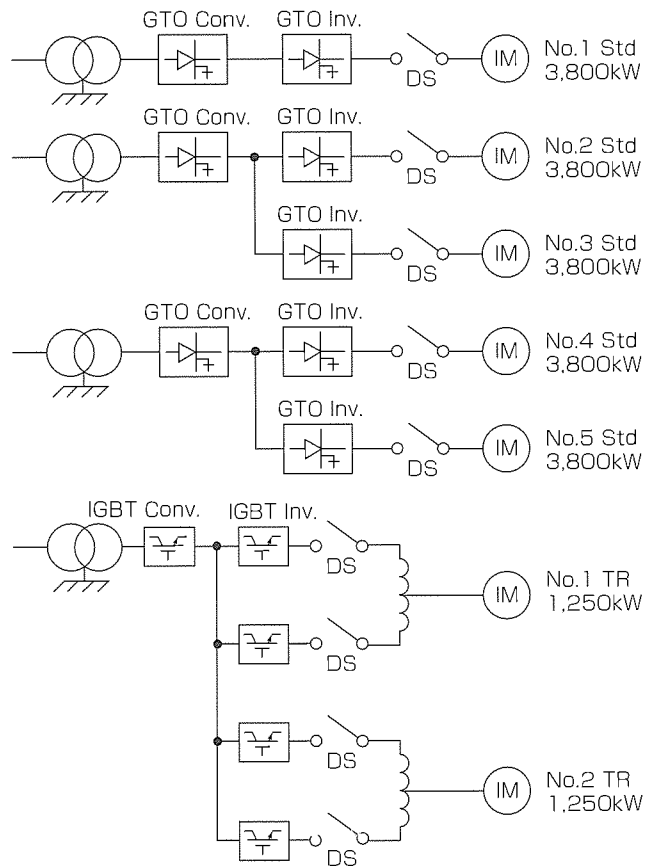 GTO Conv. GTO Inv.
DS
IM
No.1 Std
3,800kW
GTO Conv. GTO Inv.
DS
IM
No.2 Std
3,800kW
GTO Inv.
DS
IM
No.3 Std
3,800kW
GTO Conv. GTO Inv.
DS
IM
No.4 Std
3,800kW
GTO Inv.
DS
IM
No.5 Std
3,800kW
IGBT Conv. IGBT Inv.
DS
IM
No.1 TR
1,250kW
DS
DS
IM
No.2 TR
1,250kW
DS